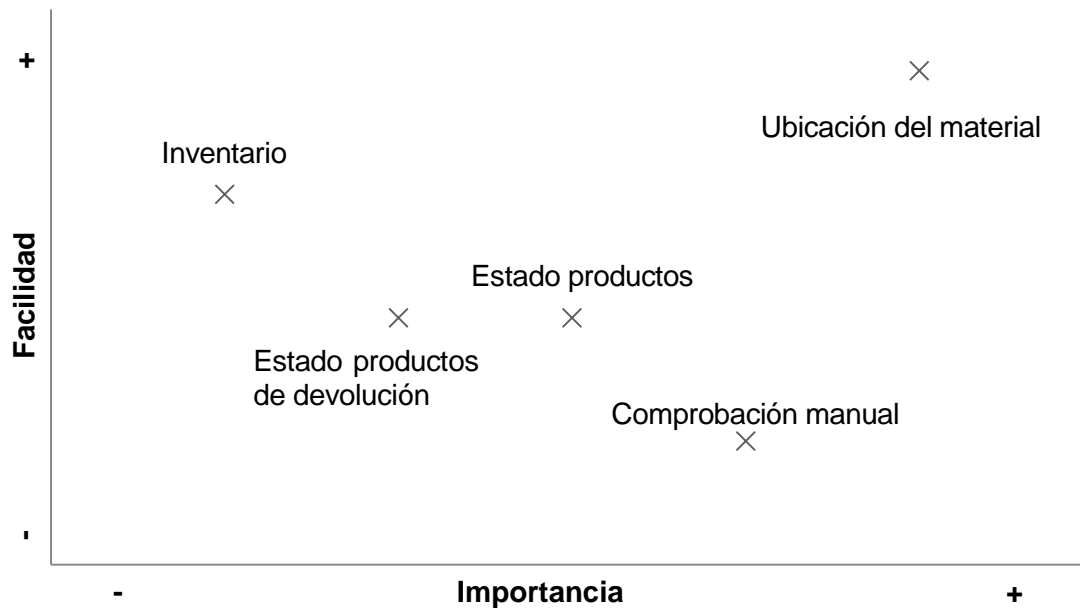 +
Ubicación del material
Inventario
Facilidad
Estado productos
Estado productos
de devolución
Comprobación manual
-
-
Importancia
+